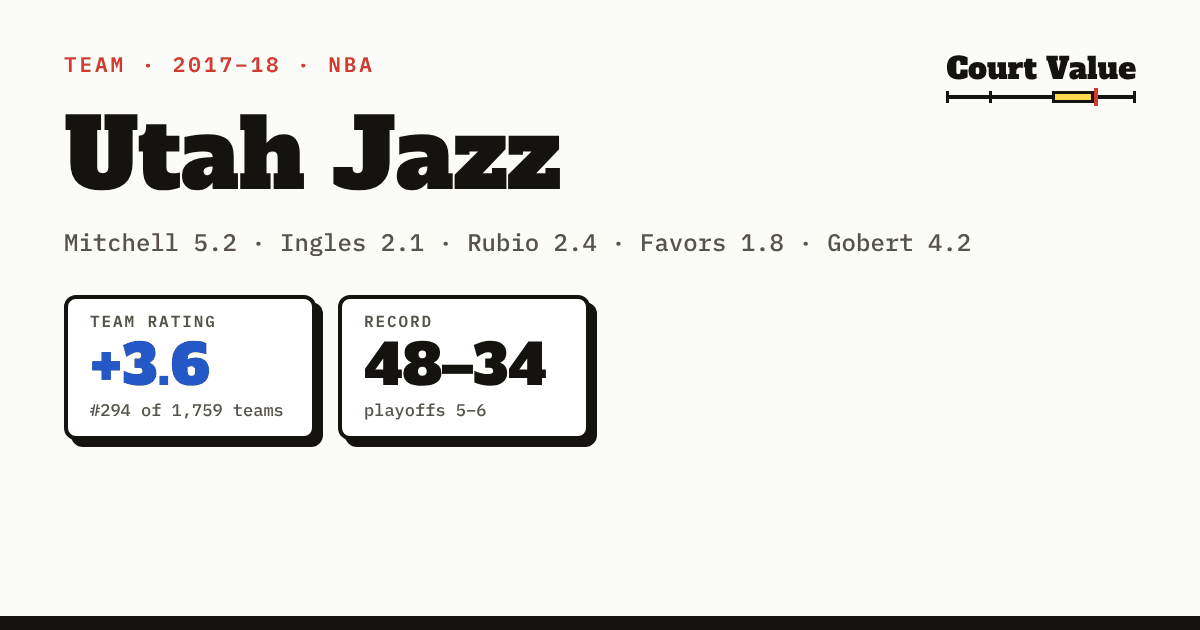 TEAM · 2017–18 · NBA
Court Value
Utah Jazz
Mitchell 5.2 · Ingles 2.1 · Rubio 2.4 · Favors 1.8 · Gobert 4.2
TEAM RATING
+3.6
#294 of 1,759 teams
RECORD
48–34
playoffs 5–6